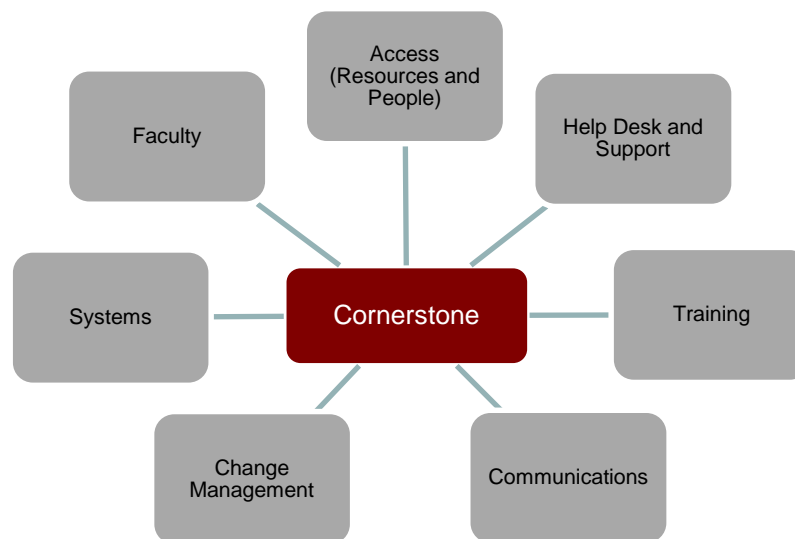 Access
(Resources and
People)
Faculty
Help Desk and
Support
Systems
Cornerstone
Training
Change
Management
Communications